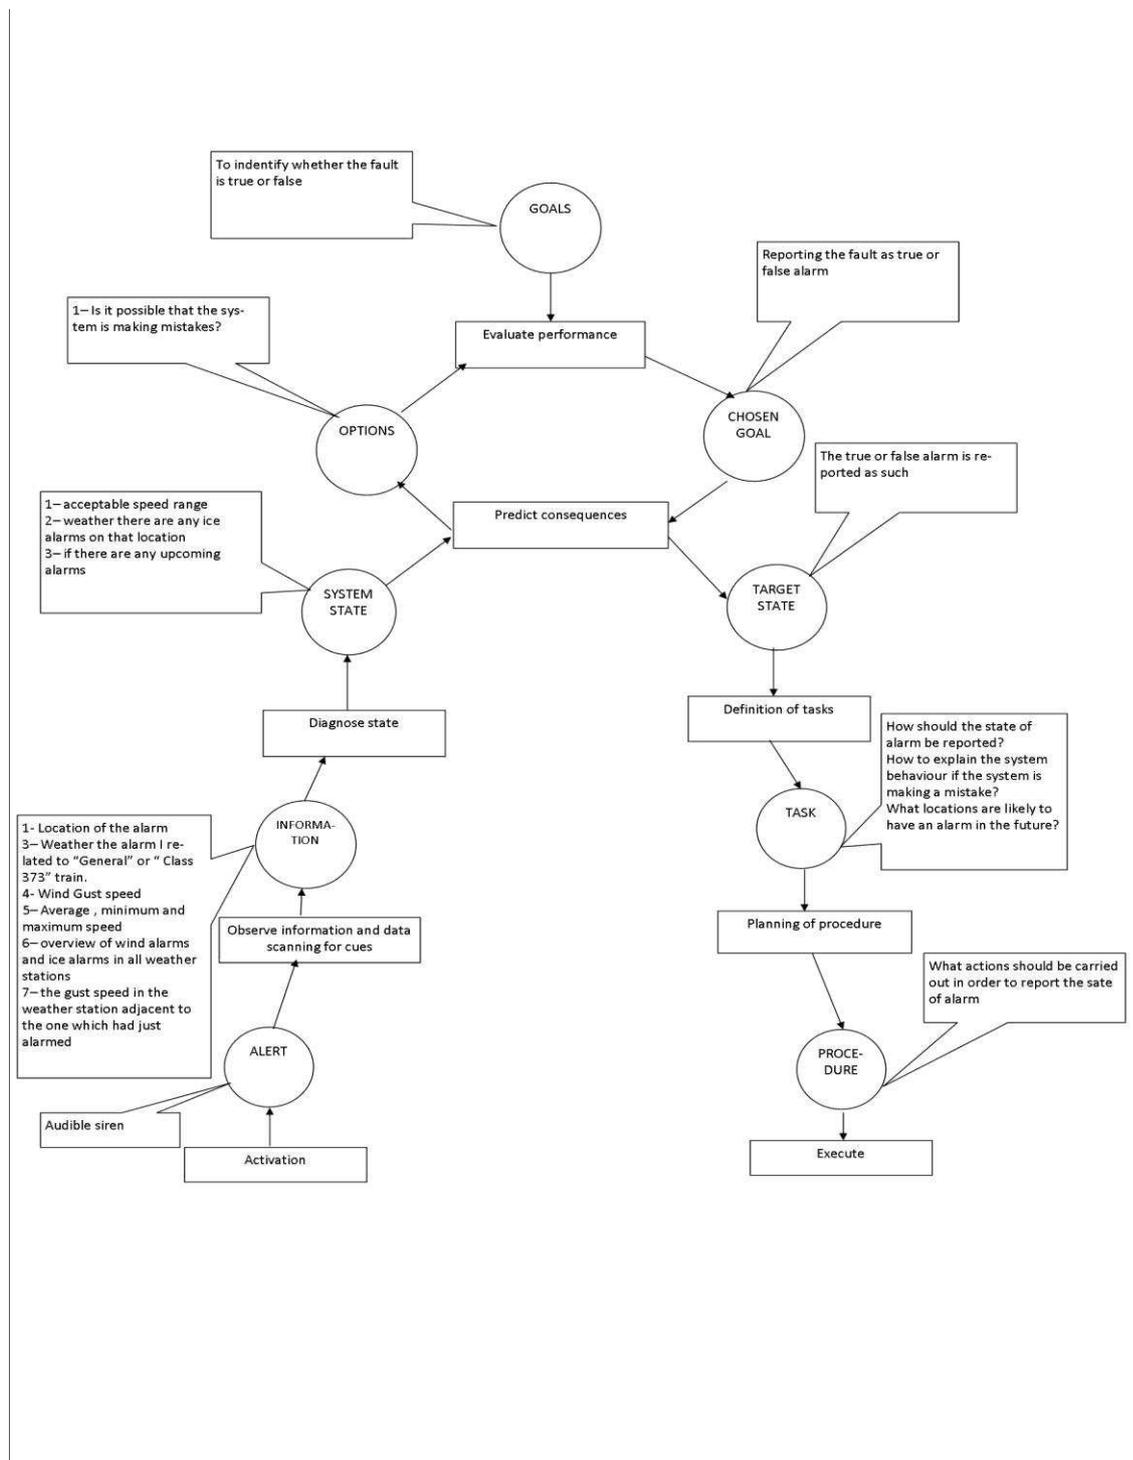 To indentify whether the fault
is true or false
GOALS
Reporting the fault as true or
false alarm
1– Is it possible that the sys-
tem is making mistakes?
Evaluate performance
OPTIONS
CHOSEN
GOAL
The true or false alarm is re-
ported as such
1– acceptable speed range
2– weather there are any ice
alarms on that location
3– if there are any upcoming
alarms
Predict consequences
SYSTEM
STATE
TARGET
STATE
Diagnose state
Definition of tasks
How should the state of
alarm be reported?
How to explain the system
behaviour if the system is
making a mistake?
What locations are likely to
have an alarm in the future?
TASK
1- Location of the alarm
3– Weather the alarm I re-
lated to “General” or “ Class
373” train.
4- Wind Gust speed
5– Average , minimum and
maximum speed
6– overview of wind alarms
and ice alarms in all weather
stations
7– the gust speed in the
weather station adjacent to
the one which had just
alarmed
INFORMA-
TION
Observe information and data
scanning for cues
Planning of procedure
What actions should be carried
out in order to report the sate
of alarm
ALERT
PROCE-
DURE
Audible siren
Activation
Execute